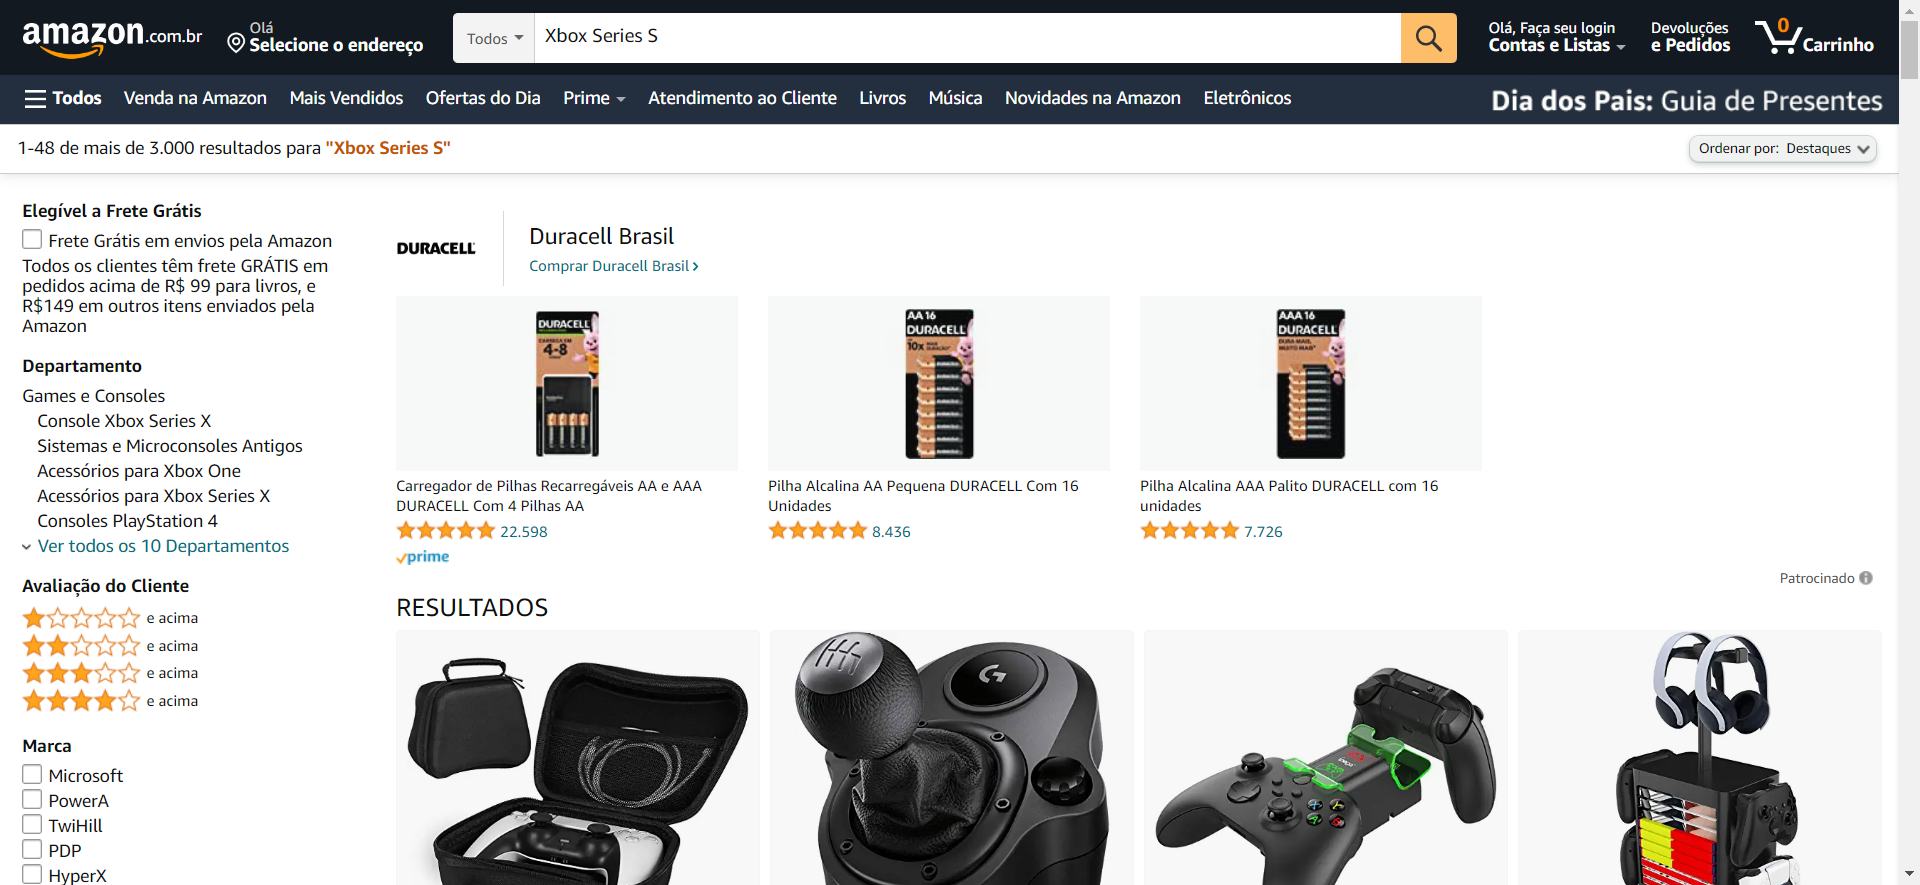 amazon.com.br
Olá
Selecione o endereço
Todos
Xbox Series S
Olá, Faça seu login
Contas e Listas
Devoluções
e Pedidos
0
Carrinho
Todos
Venda na Amazon
Mais Vendidos
Ofertas do Dia
Prime
Atendimento ao Cliente
Livros
Música
Novidades na Amazon
Eletrônicos
Dia dos Pais: Guia de Presentes
1-48 de mais de 3.000 resultados para "Xbox Series S"
Ordenar por: Destaques
Elegível a Frete Grátis
Frete Grátis em envios pela Amazon
Todos os clientes têm frete GRÁTIS em
pedidos acima de R$ 99 para livros, e
R$149 em outros itens enviados pela
Amazon
Departamento
Games e Consoles
Console Xbox Series X
Sistemas e Microconsoles Antigos
Acessórios para Xbox One
Acessórios para Xbox Series X
Consoles PlayStation 4
Ver todos os 10 Departamentos
Avaliação do Cliente
e acima
e acima
e acima
e acima
Marca
Microsoft
PowerA
TwiHill
PDP
HyperX
DURACELL
Duracell Brasil
Comprar Duracell Brasil
DURACELL
CARREGA EM
4-8
AA 16
DURACELL
10x
AAA 16
DURACELL
DURA MAIS,
MUITO MAIS*
Carregador de Pilhas Recarregáveis AA e AAA
DURACELL Com 4 Pilhas AA
22.598
prime
Pilha Alcalina AA Pequena DURACELL Com 16
Unidades
8.436
Pilha Alcalina AAA Palito DURACELL com 16
unidades
7.726
Patrocinado
RESULTADOS